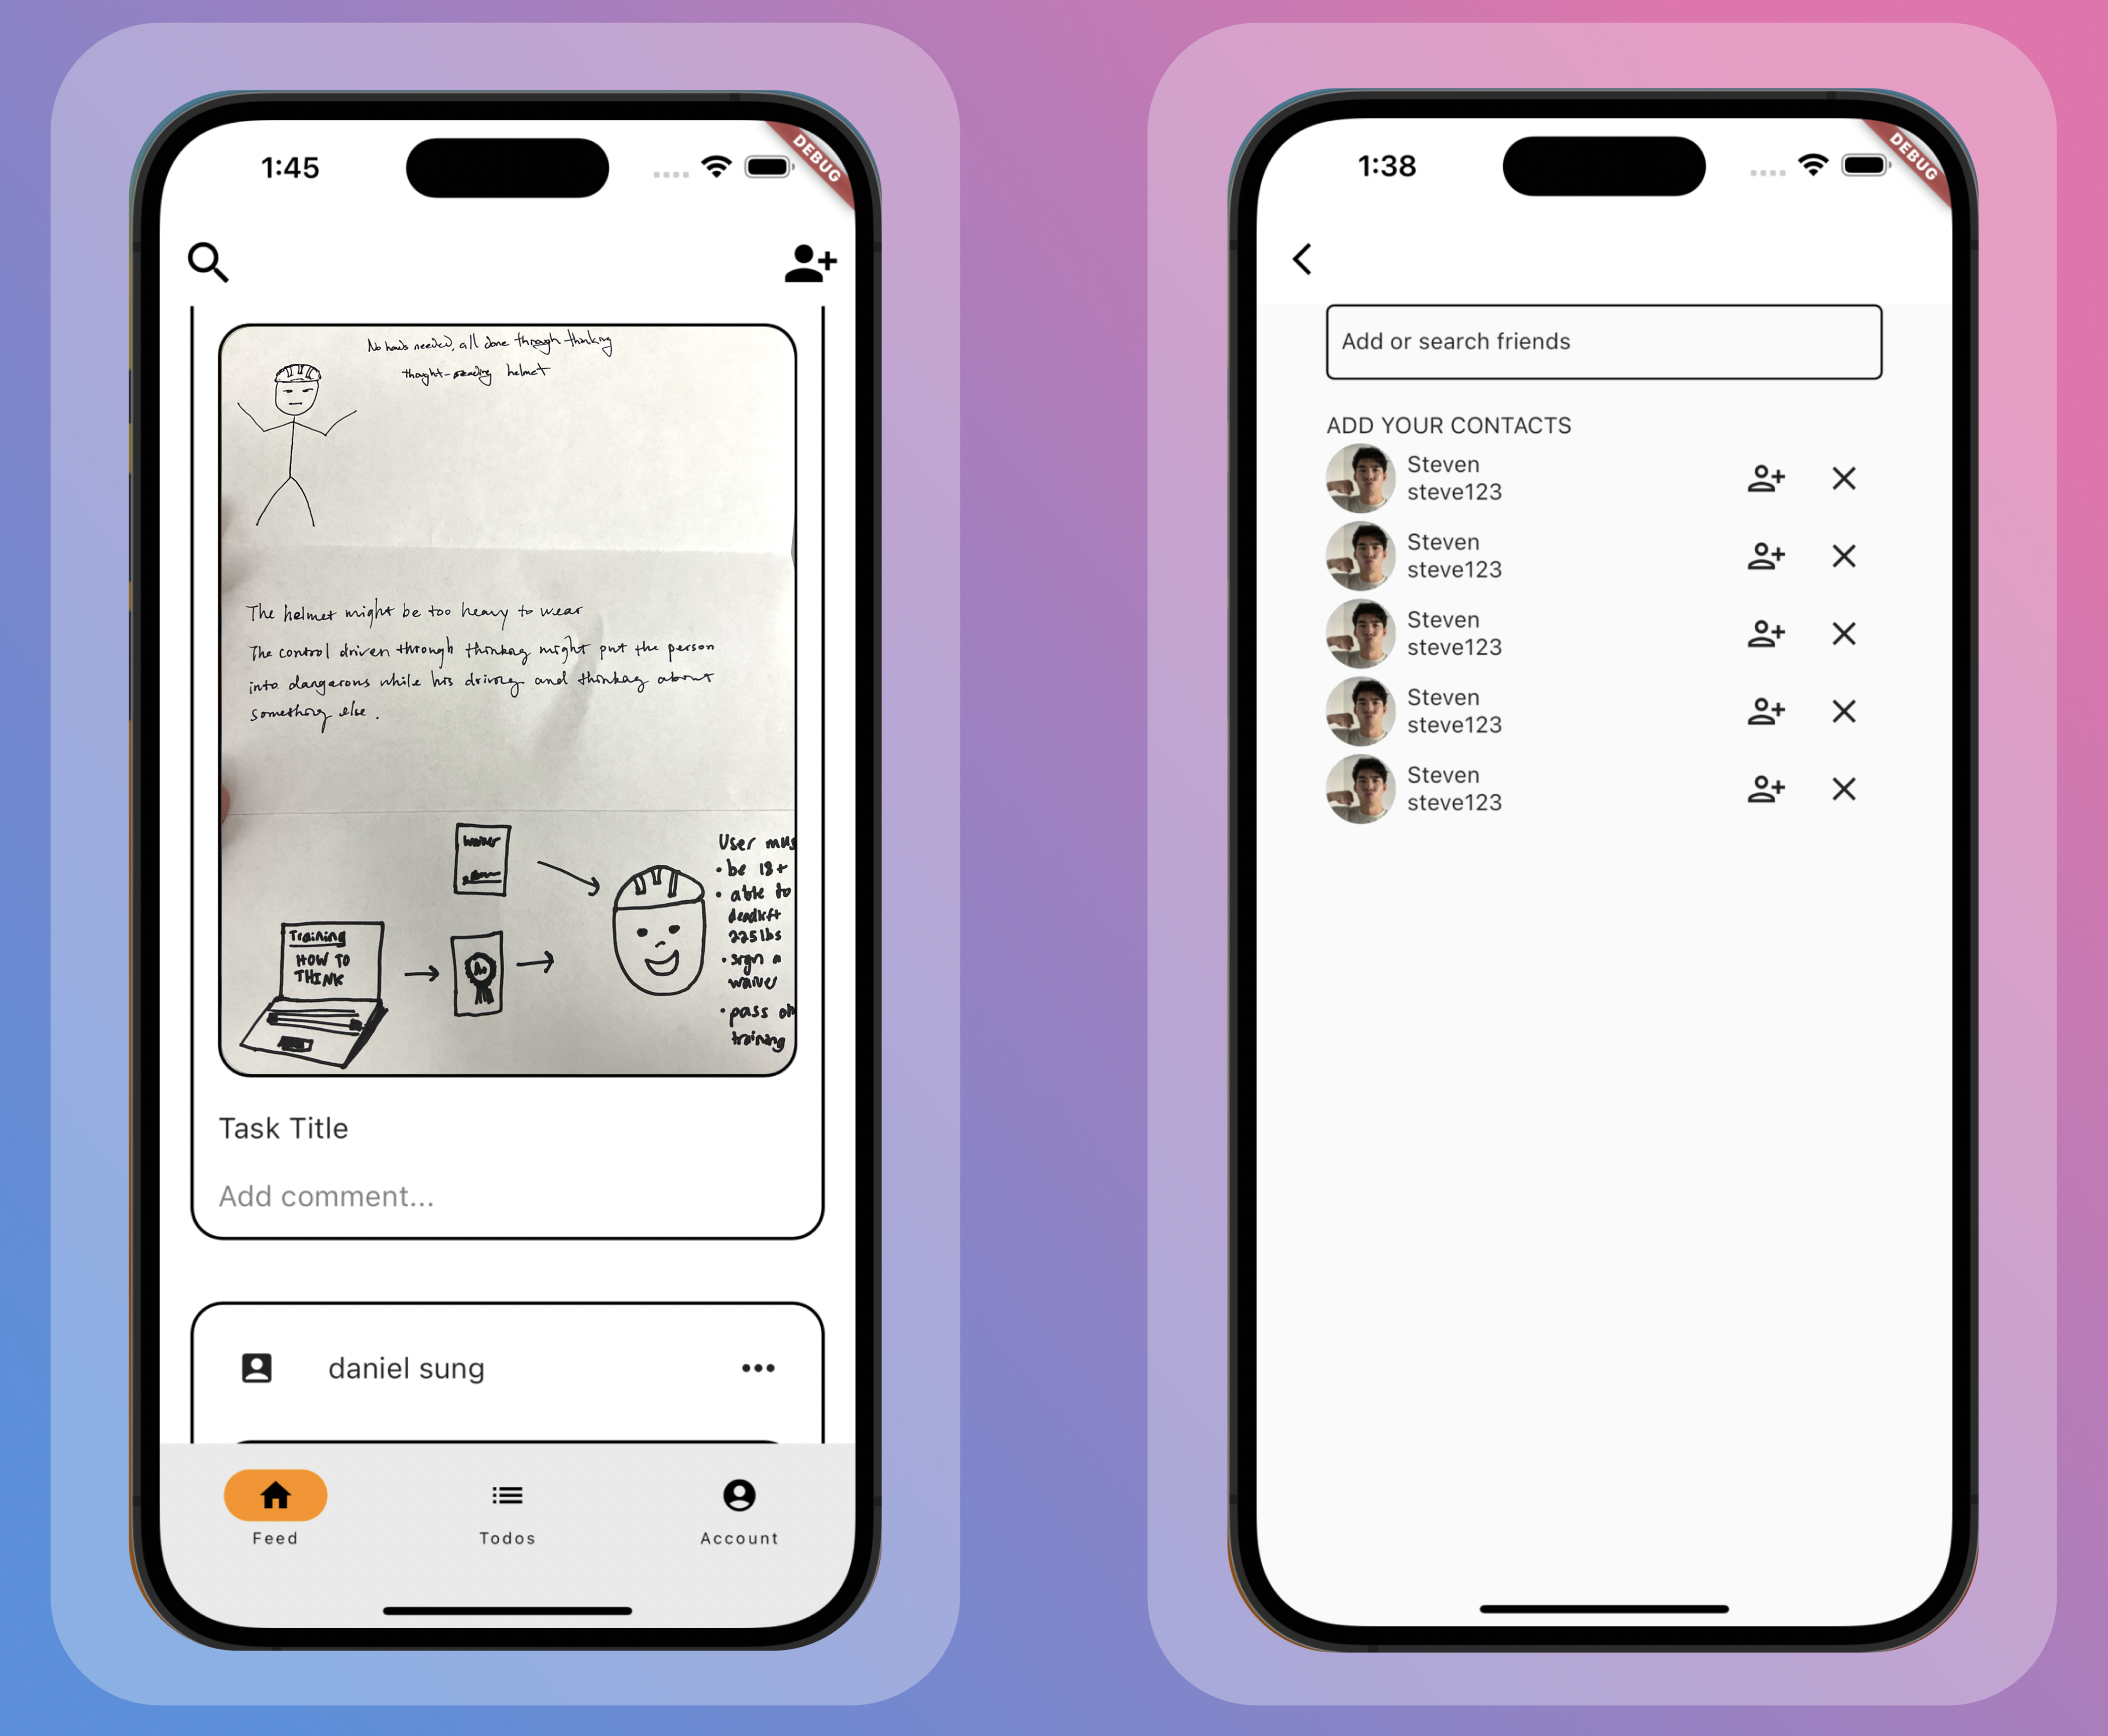 1:45
DEBUG
No hands needed, all done through thinking
thought-reading helmet
The helmet might be too heavy to wear
The control driven through thinking might put the person
into dangerous while his driving and thinking about
something else.
waiver
User mus
• be 18+
• able to
deadlift
225lbs
• sign a
waiver
• pass on
training
Training
HOW TO
THINK
Task Title
Add comment...
daniel sung
Feed
Todos
Account
1:38
DEBUG
Add or search friends
ADD YOUR CONTACTS
Steven
steve123
Steven
steve123
Steven
steve123
Steven
steve123
Steven
steve123